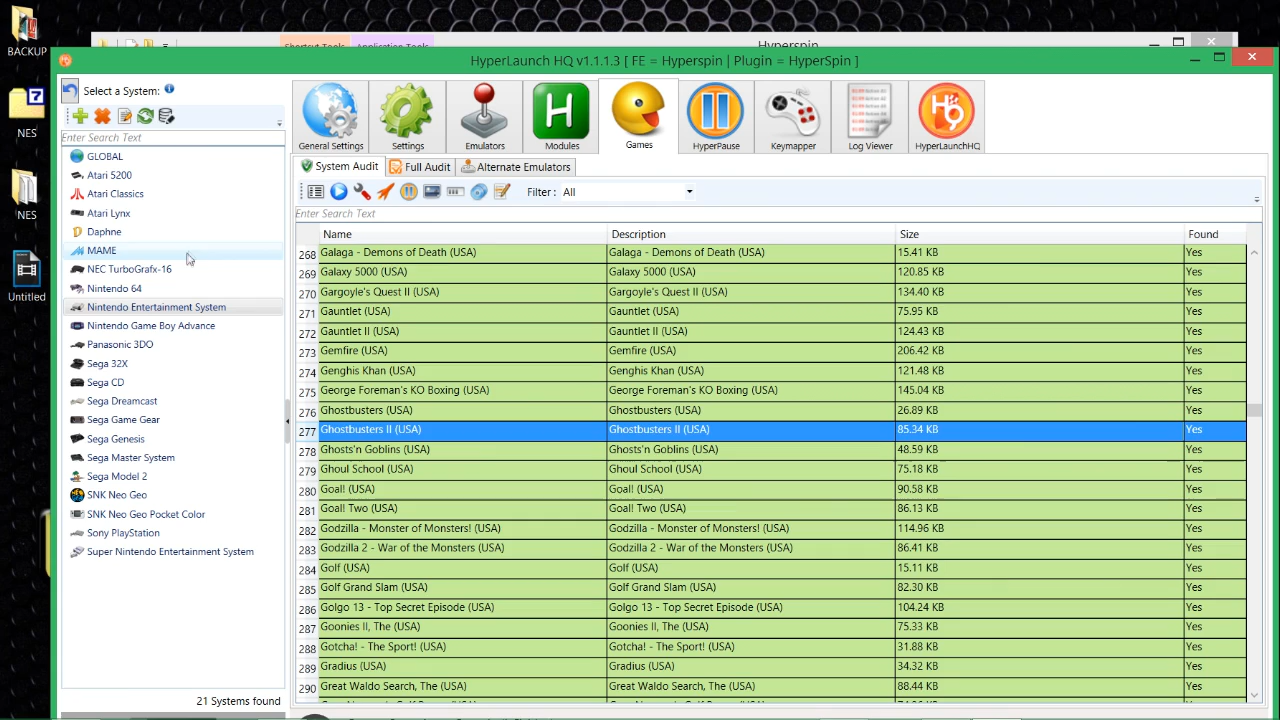 BACKUP
NES
NES
Untitled
Shortcut Tools Application Tools Hyperspin
HyperLaunch HQ v1.1.1.3 [ FE = Hyperspin | Plugin = HyperSpin ]
Select a System:
Enter Search Text
GLOBAL
Atari 5200
Atari Classics
Atari Lynx
Daphne
MAME
NEC TurboGrafx-16
Nintendo 64
Nintendo Entertainment System
Nintendo Game Boy Advance
Panasonic 3DO
Sega 32X
Sega CD
Sega Dreamcast
Sega Game Gear
Sega Genesis
Sega Master System
Sega Model 2
SNK Neo Geo
SNK Neo Geo Pocket Color
Sony PlayStation
Super Nintendo Entertainment System
21 Systems found
General Settings Settings Emulators Modules Games HyperPause Keymapper Log Viewer HyperLaunchHQ
System Audit Full Audit Alternate Emulators
Filter : All
Enter Search Text
Name Description Size Found
268 Galaga - Demons of Death (USA) Galaga - Demons of Death (USA) 15.41 KB Yes
269 Galaxy 5000 (USA) Galaxy 5000 (USA) 120.85 KB Yes
270 Gargoyle's Quest II (USA) Gargoyle's Quest II (USA) 134.40 KB Yes
271 Gauntlet (USA) Gauntlet (USA) 75.95 KB Yes
272 Gauntlet II (USA) Gauntlet II (USA) 124.43 KB Yes
273 Gemfire (USA) Gemfire (USA) 206.42 KB Yes
274 Genghis Khan (USA) Genghis Khan (USA) 121.48 KB Yes
275 George Foreman's KO Boxing (USA) George Foreman's KO Boxing (USA) 145.04 KB Yes
276 Ghostbusters (USA) Ghostbusters (USA) 26.89 KB Yes
277 Ghostbusters II (USA) Ghostbusters II (USA) 85.34 KB Yes
278 Ghosts'n Goblins (USA) Ghosts'n Goblins (USA) 48.59 KB Yes
279 Ghoul School (USA) Ghoul School (USA) 75.18 KB Yes
280 Goal! (USA) Goal! (USA) 90.58 KB Yes
281 Goal! Two (USA) Goal! Two (USA) 86.13 KB Yes
282 Godzilla - Monster of Monsters! (USA) Godzilla - Monster of Monsters! (USA) 114.96 KB Yes
283 Godzilla 2 - War of the Monsters (USA) Godzilla 2 - War of the Monsters (USA) 86.41 KB Yes
284 Golf (USA) Golf (USA) 15.11 KB Yes
285 Golf Grand Slam (USA) Golf Grand Slam (USA) 82.30 KB Yes
286 Golgo 13 - Top Secret Episode (USA) Golgo 13 - Top Secret Episode (USA) 104.24 KB Yes
287 Goonies II, The (USA) Goonies II, The (USA) 75.33 KB Yes
288 Gotcha! - The Sport! (USA) Gotcha! - The Sport! (USA) 31.88 KB Yes
289 Gradius (USA) Gradius (USA) 34.32 KB Yes
290 Great Waldo Search, The (USA) Great Waldo Search, The (USA) 88.44 KB Yes